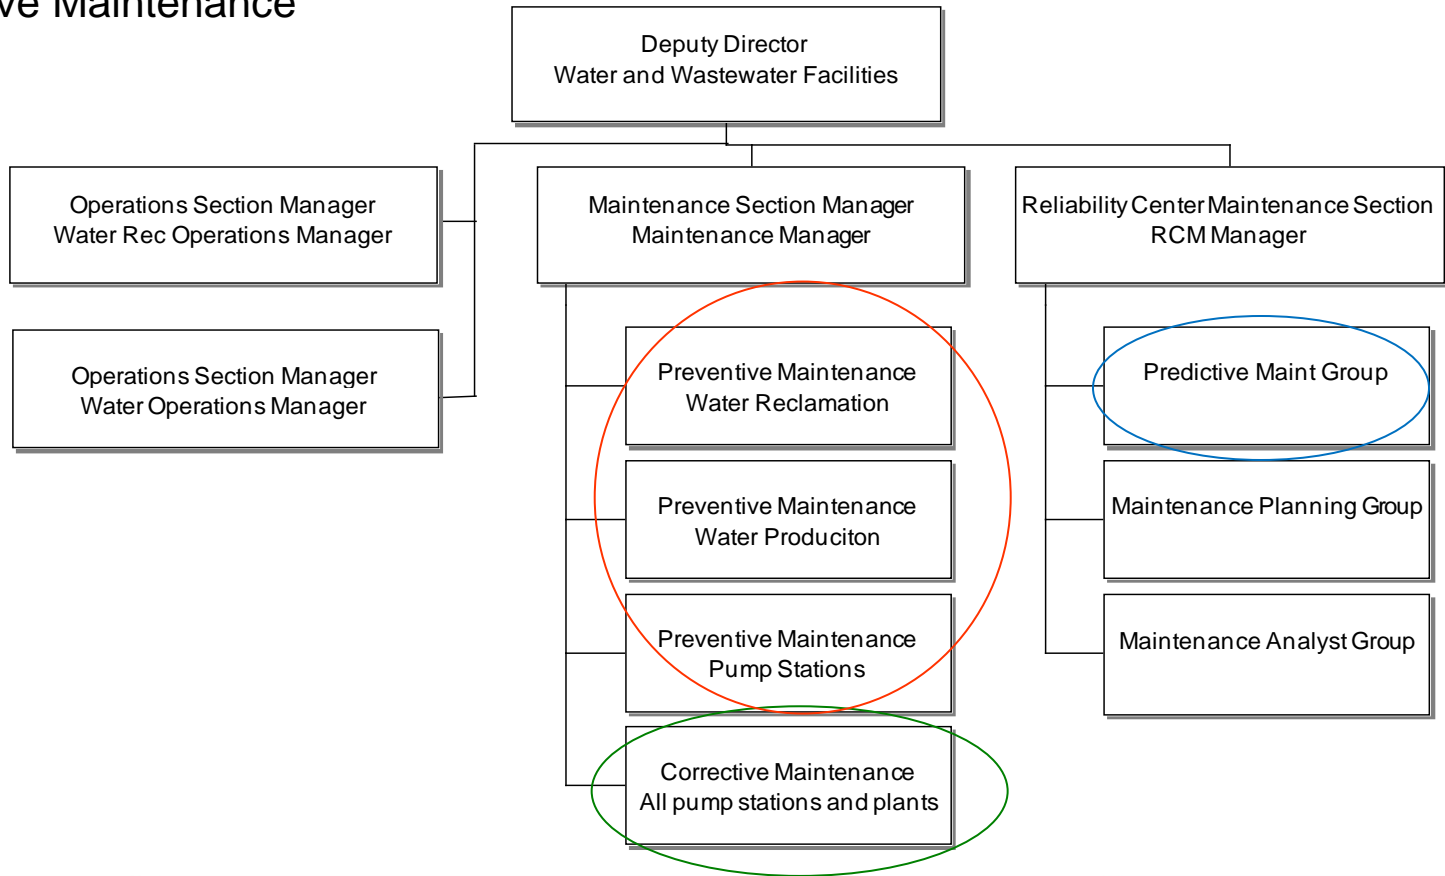 ve Maintenance
Deputy Director
Water and Wastewater Facilities
Operations Section Manager
Water Rec Operations Manager
Maintenance Section Manager
Maintenance Manager
Reliability Center Maintenance Section
RCM Manager
Operations Section Manager
Water Operations Manager
Preventive Maintenance
Water Reclamation
Preventive Maintenance
Water Produciton
Preventive Maintenance
Pump Stations
Corrective Maintenance
All pump stations and plants
Predictive Maint Group
Maintenance Planning Group
Maintenance Analyst Group